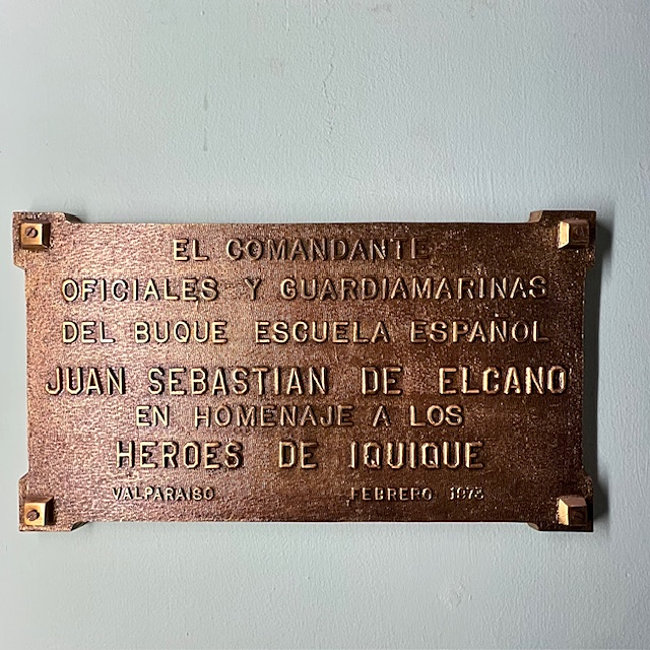 EL COMANDANTE
OFICIALES Y GUARDIAMARINAS
DEL BUQUE ESCUELA ESPAÑOL
JUAN SEBASTIAN DE ELCANO
EN HOMENAJE A LOS
HEROES DE IQUIQUE
VALPARAISO FEBRERO 1973